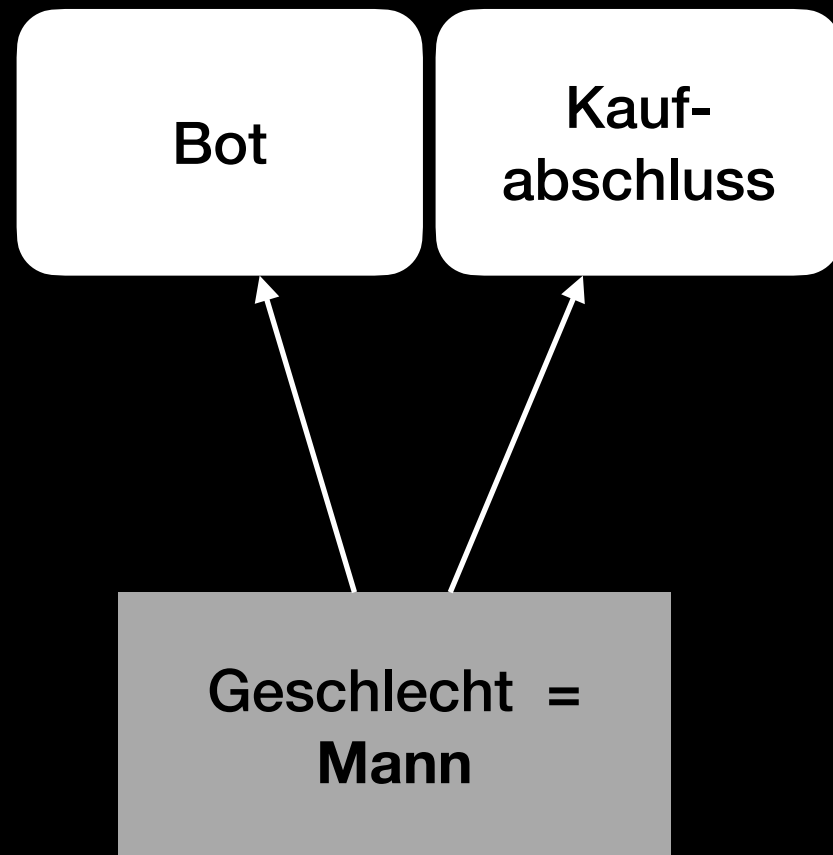 Bot
Kauf-
abschluss
Geschlecht =
Mann